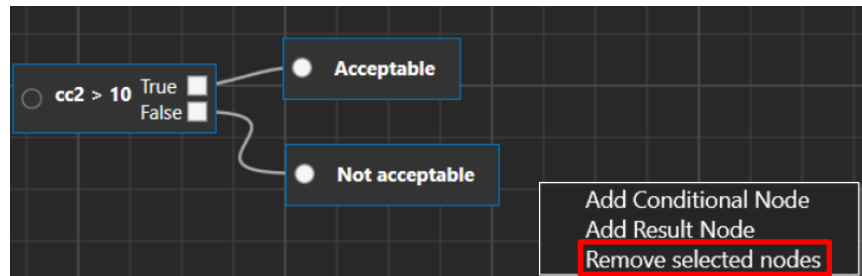 cc2 > 10
True
False
Acceptable
Not acceptable
Add Conditional Node
Add Result Node
Remove selected nodes